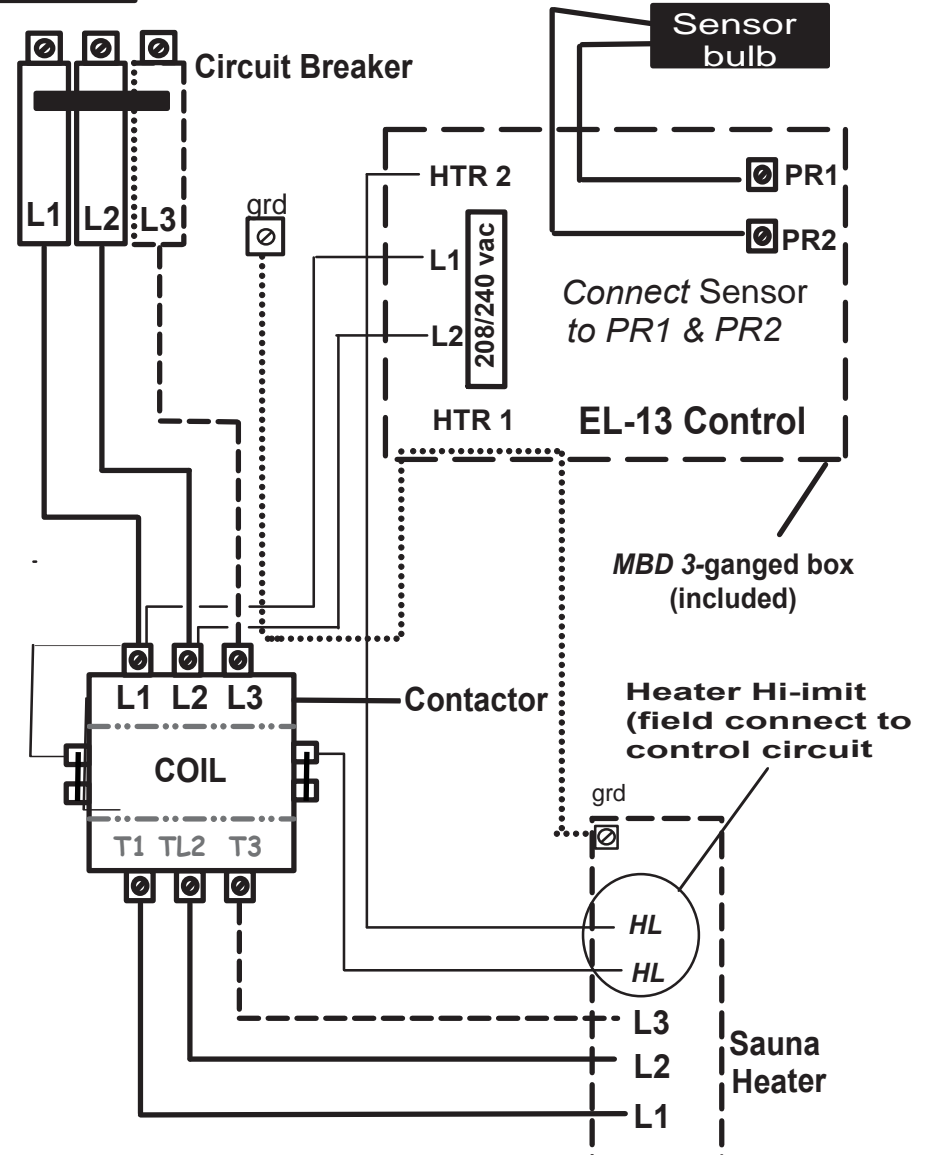 Sensor
bulb
Circuit Breaker
L1 L2 L3
grd
HTR 2
L1
L2
208/240 vac
HTR 1
PR1
PR2
Connect Sensor
to PR1 & PR2
EL-13 Control
MBD 3-ganged box
(included)
L1 L2 L3
Contactor
COIL
T1 TL2 T3
Heater Hi-imit
(field connect to
control circuit
grd
HL
HL
L3
L2
L1
Sauna
Heater